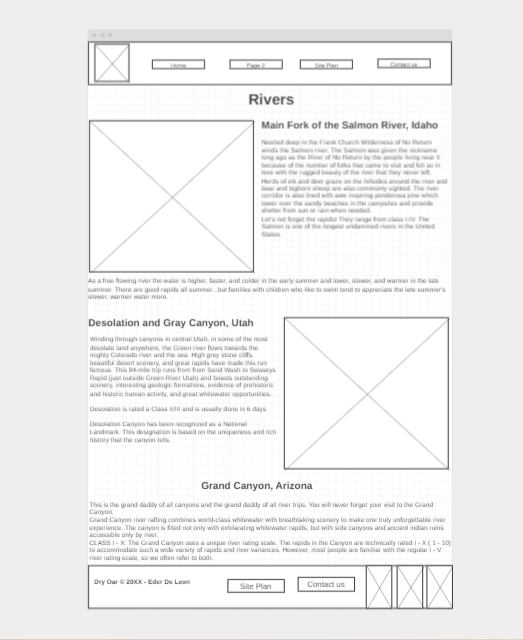 Home
Page 2
Site Plan
Contact us
Rivers
Main Fork of the Salmon River, Idaho
Nestled deep in the Frank Church Wilderness of No Return
winds the Salmon river. The Salmon was given the nickname
long ago as the River of No Return by the people living near it
because of the number of folks that came to visit and fell so in
love with the rugged beauty of the river that they never left.
Herds of elk and deer graze on the hillsides around the river and
bear and bighorn sheep are also commonly sighted. The river
corridor is also lined with awe inspiring ponderosa pine which
tower over the sandy beaches in the campsites and provide
shelter from sun or rain when needed.
Let's not forget the rapids! They range from class I-IV. The
Salmon is one of the longest undammed rivers in the United
States.
As a free flowing river the water is higher, faster, and colder in the early summer and lower, slower, and warmer in the late
summer. There are good rapids all summer...but families with children who like to swim tend to appreciate the late summer's
slower, warmer water more.
Desolation and Gray Canyon, Utah
Winding through canyons in central Utah, in some of the most
desolate land anywhere, the Green river flows towards the
mighty Colorado river and the sea. High grey stone cliffs,
beautiful desert scenery, and great rapids have made this run
famous. This 84-mile trip runs from from Sand Wash to Swaseys
Rapid (just outside Green River Utah) and boasts outstanding
scenery, interesting geologic formations, evidence of prehistoric
and historic human activity, and great whitewater opportunities.
Desolation is rated a Class II/III and is usually done in 6 days
Desolation Canyon has been recognized as a National
Landmark. This designation is based on the uniqueness and rich
history that the canyon tells.
Grand Canyon, Arizona
This is the grand daddy of all canyons and the grand daddy of all river trips. You will never forget your visit to the Grand
Canyon.
Grand Canyon river rafting combines world-class whitewater with breathtaking scenery to make one truly unforgettable river
experience. The canyon is filled not only with exhilarating whitewater rapids, but with side canyons and ancient indian ruins
accessible only by river.
CLASS I - X: The Grand Canyon uses a unique river rating scale. The rapids in the Canyon are technically rated I - X ( 1 - 10)
to accommodate such a wide variety of rapids and river variances. However, most people are familiar with the regular I - V
river rating scale, so we often refer to both.
Dry Oar © 20XX - Eder De Leon
Site Plan
Contact us